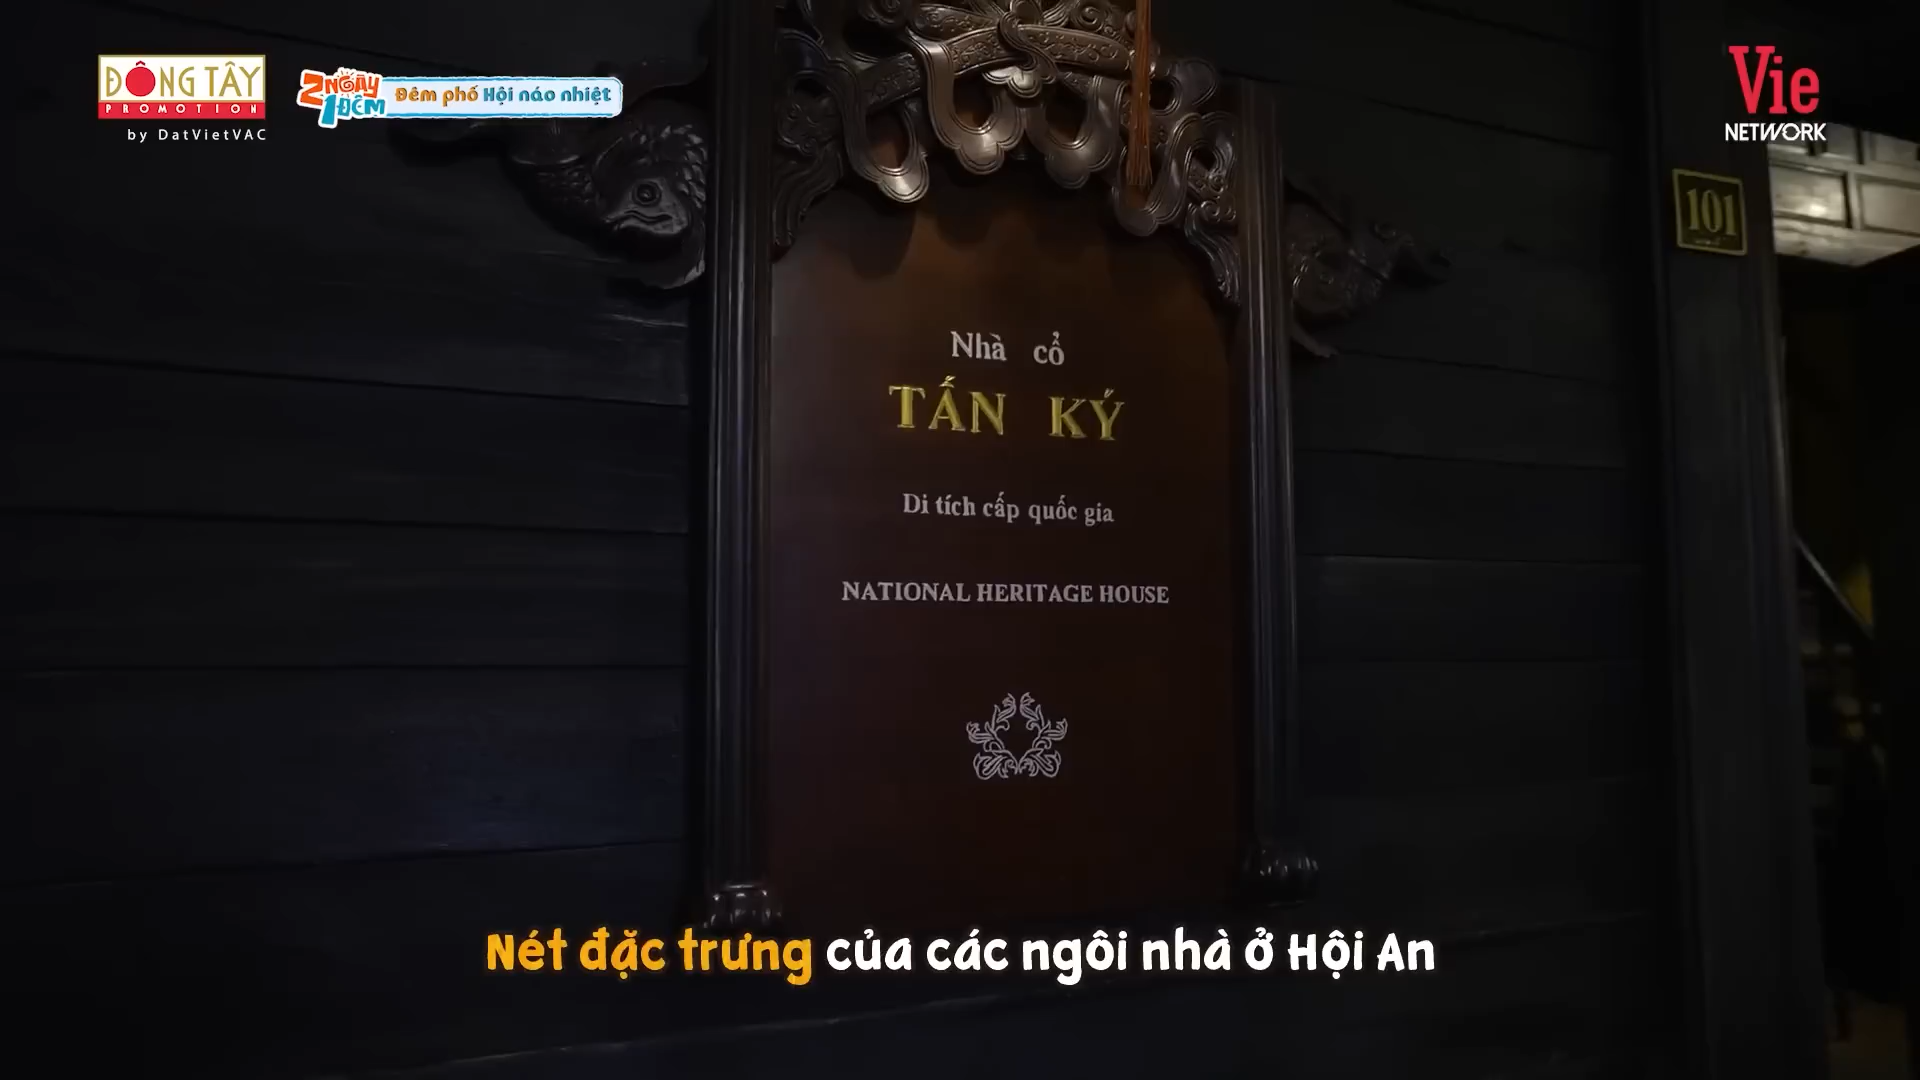 ĐÔNG TÂY
PROMOTION
by DatVietVAC
2 NGÀY
1 ĐÊM
Đêm phố Hội náo nhiệt
Vie
NETWORK
101
Nhà cổ
TẤN KÝ
Di tích cấp quốc gia
NATIONAL HERITAGE HOUSE
Nét đặc trưng của các ngôi nhà ở Hội An